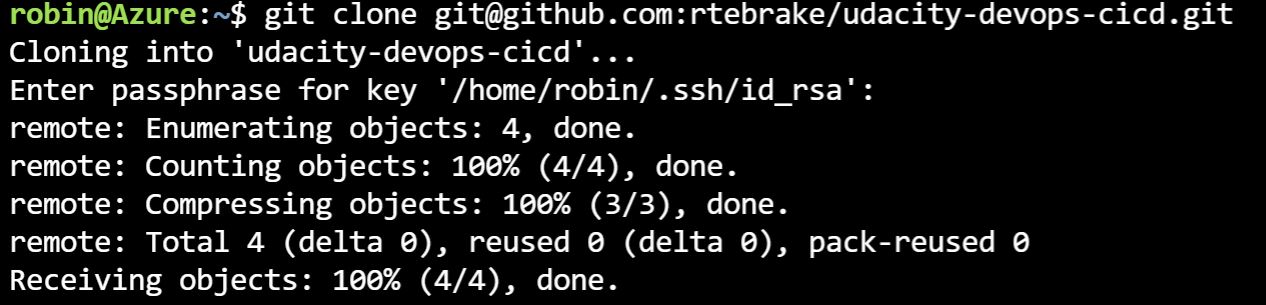 robin@Azure:~$ git clone git@github.com:rtebrake/udacity-devops-cicd.git
Cloning into 'udacity-devops-cicd'...
Enter passphrase for key '/home/robin/.ssh/id_rsa':
remote: Enumerating objects: 4, done.
remote: Counting objects: 100% (4/4), done.
remote: Compressing objects: 100% (3/3), done.
remote: Total 4 (delta 0), reused 0 (delta 0), pack-reused 0
Receiving objects: 100% (4/4), done.